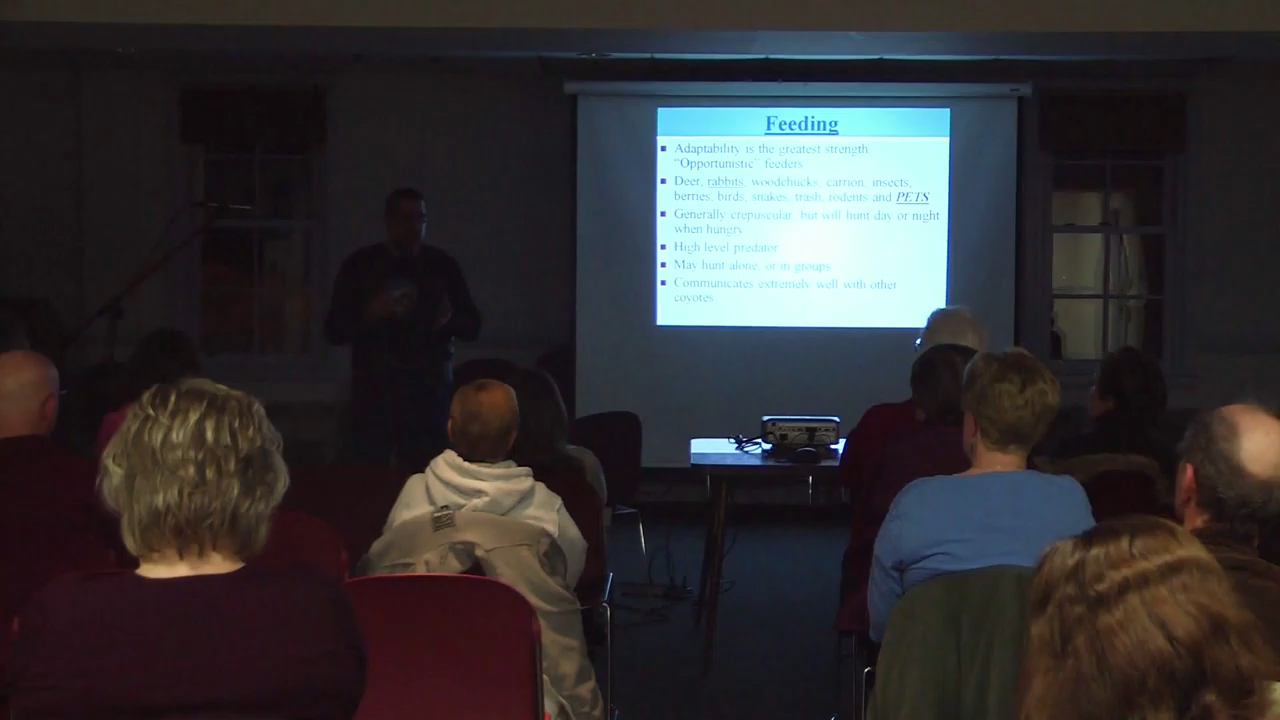 Feeding
Adaptability is the greatest strength
"Opportunistic" feeders
Deer, rabbits, woodchucks, carrion, insects,
berries, birds, snakes, trash, rodents and PETS
Generally crepuscular, but will hunt day or night
when hungry
High level predator
May hunt alone, or in groups
Communicates extremely well with other
coyotes